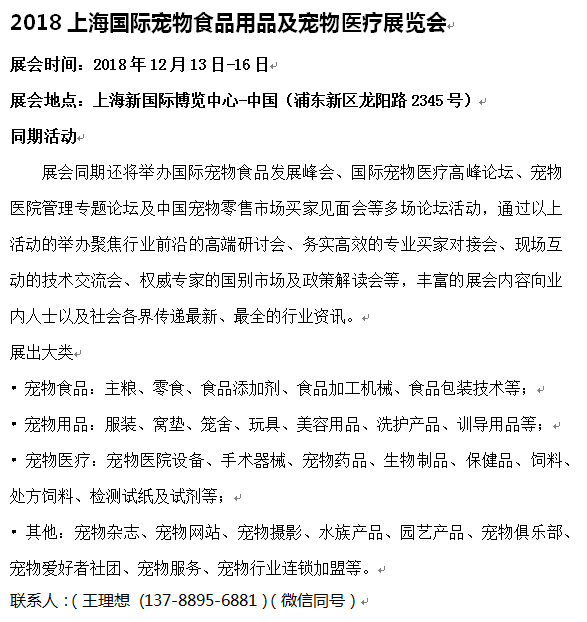 2018上海国际宠物食品用品及宠物医疗展览会
展会时间：2018年12月13日-16日
展会地点：上海新国际博览中心-中国（浦东新区龙阳路2345号）
同期活动
展会同期还将举办国际宠物食品发展峰会、国际宠物医疗高峰论坛、宠物
医院管理专题论坛及中国宠物零售市场买家见面会等多场论坛活动，通过以上
活动的举办聚焦行业前沿的高端研讨会、务实高效的专业买家对接会、现场互
动的技术交流会、权威专家的国别市场及政策解读会等，丰富的展会内容向业
内人士以及社会各界传递最新、最全的行业资讯。
展出大类
• 宠物食品：主粮、零食、食品添加剂、食品加工机械、食品包装技术等；
• 宠物用品：服装、窝垫、笼舍、玩具、美容用品、洗护产品、训导用品等；
• 宠物医疗：宠物医院设备、手术器械、宠物药品、生物制品、保健品、饲料、
处方饲料、检测试纸及试剂等；
• 其他：宠物杂志、宠物网站、宠物摄影、水族产品、园艺产品、宠物俱乐部、
宠物爱好者社团、宠物服务、宠物行业连锁加盟等。
联系人：( 王理想 (137-8895-6881 ) ( 微信同号 )